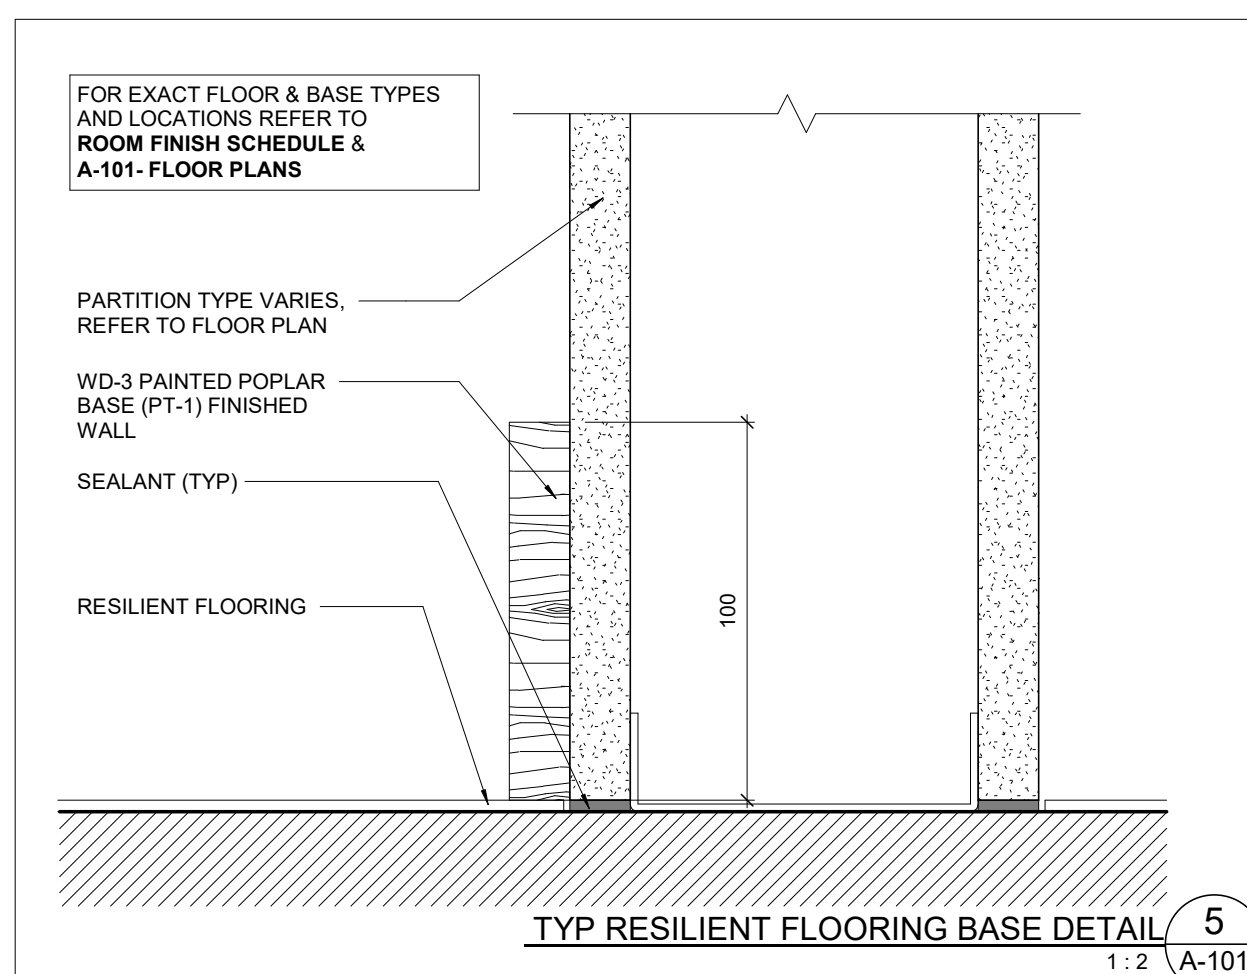 FOR EXACT FLOOR & BASE TYPES
AND LOCATIONS REFER TO
ROOM FINISH SCHEDULE &
A-101- FLOOR PLANS
PARTITION TYPE VARIES,
REFER TO FLOOR PLAN
WD-3 PAINTED POPLAR
BASE (PT-1) FINISHED
WALL
SEALANT (TYP)
RESILIENT FLOORING
100
TYP RESILIENT FLOORING BASE DETAIL
1 : 2
5
A-101